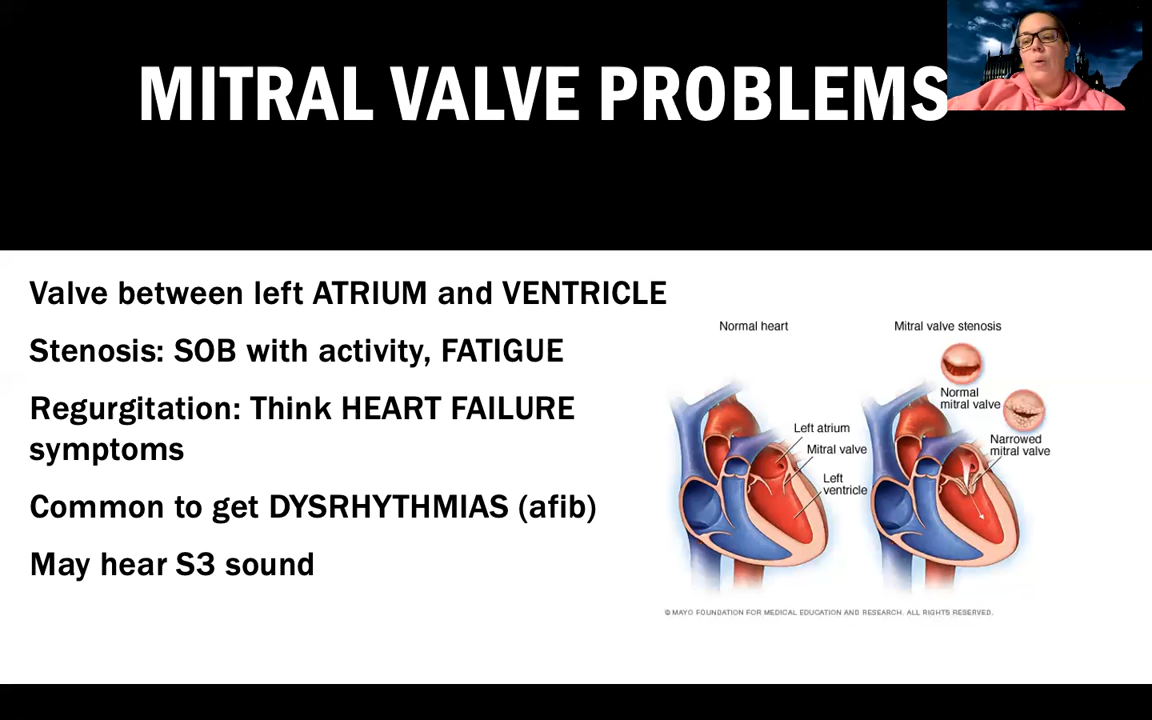 MITRAL VALVE PROBLEMS
Valve between left ATRIUM and VENTRICLE
Stenosis: SOB with activity, FATIGUE
Regurgitation: Think HEART FAILURE
symptoms
Common to get DYSRHYTHMIAS (afib)
May hear S3 sound
Normal heart
Left atrium
Mitral valve
Left
ventricle
Mitral valve stenosis
Normal
mitral valve
Narrowed
mitral valve
© MAYO FOUNDATION FOR MEDICAL EDUCATION AND RESEARCH. ALL RIGHTS RESERVED.